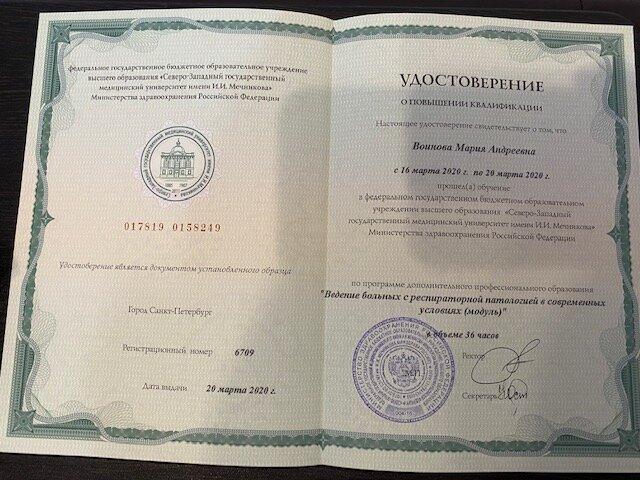 федеральное государственное бюджетное образовательное учреждение
высшего образования «Северо-Западный государственный
медицинский университет имени И.И. Мечникова»
Министерства здравоохранения Российской Федерации
017819 0158249
Удостоверение является документом установленного образца
Город Санкт-Петербург
Регистрационный номер 6709
Дата выдачи 20 марта 2020 г.
УДОСТОВЕРЕНИЕ
О ПОВЫШЕНИИ КВАЛИФИКАЦИИ
Настоящее удостоверение свидетельствует о том, что
Воинова Мария Андреевна
с 16 марта 2020 г. по 20 марта 2020 г.
прошел(а) обучение
в федеральном государственном бюджетном образовательном
учреждении высшего образования «Северо-Западный
государственный медицинский университет имени И.И. Мечникова»
Министерства здравоохранения Российской Федерации
по программе дополнительного профессионального образования
"Ведение больных с респираторной патологией в современных
условиях (модуль)"
в объеме 36 часов
Ректор
М.П.
Секретарь